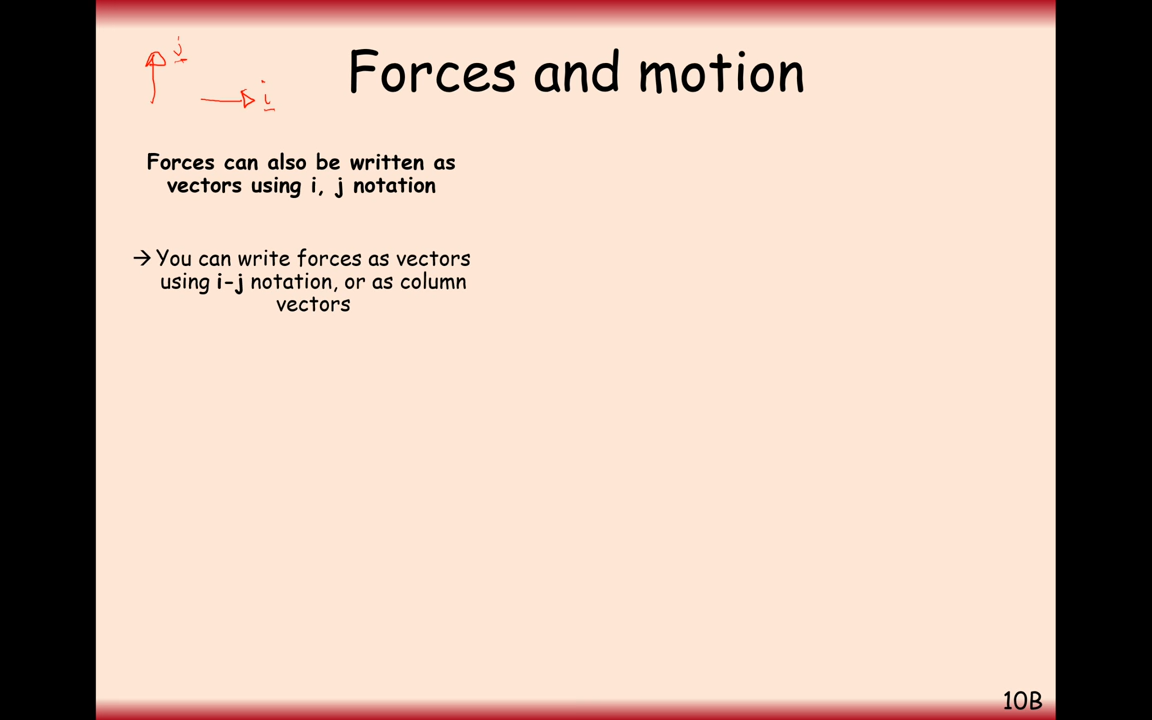 j
i
Forces and motion
Forces can also be written as
vectors using i, j notation
→ You can write forces as vectors
using i-j notation, or as column
vectors
10B